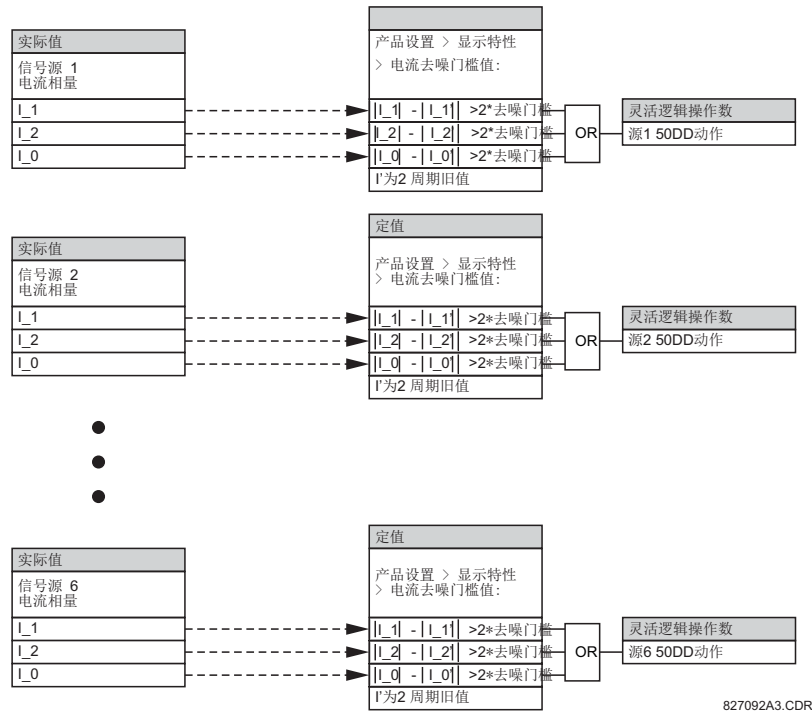 实际值
信号源 1
电流相量
I_1
I_2
I_0
产品设置 > 显示特性
> 电流去噪门槛值:
||I_1| - | I_1'|| >2*去噪门槛
||I_2| - | I_2'|| >2*去噪门槛
||I_0| - | I_0'|| >2*去噪门槛
I'为2 周期旧值
OR
灵活逻辑操作数
源1 50DD动作
实际值
信号源 2
电流相量
I_1
I_2
I_0
定值
产品设置 > 显示特性
> 电流去噪门槛值:
||I_1| - | I_1'|| >2*去噪门槛
||I_2| - | I_2'|| >2*去噪门槛
||I_0| - | I_0'|| >2*去噪门槛
I'为2 周期旧值
OR
灵活逻辑操作数
源2 50DD动作
实际值
信号源 6
电流相量
I_1
I_2
I_0
定值
产品设置 > 显示特性
> 电流去噪门槛值:
||I_1| - | I_1'|| >2*去噪门槛
||I_2| - | I_2'|| >2*去噪门槛
||I_0| - | I_0'|| >2*去噪门槛
I'为2 周期旧值
OR
灵活逻辑操作数
源6 50DD动作
827092A3.CDR